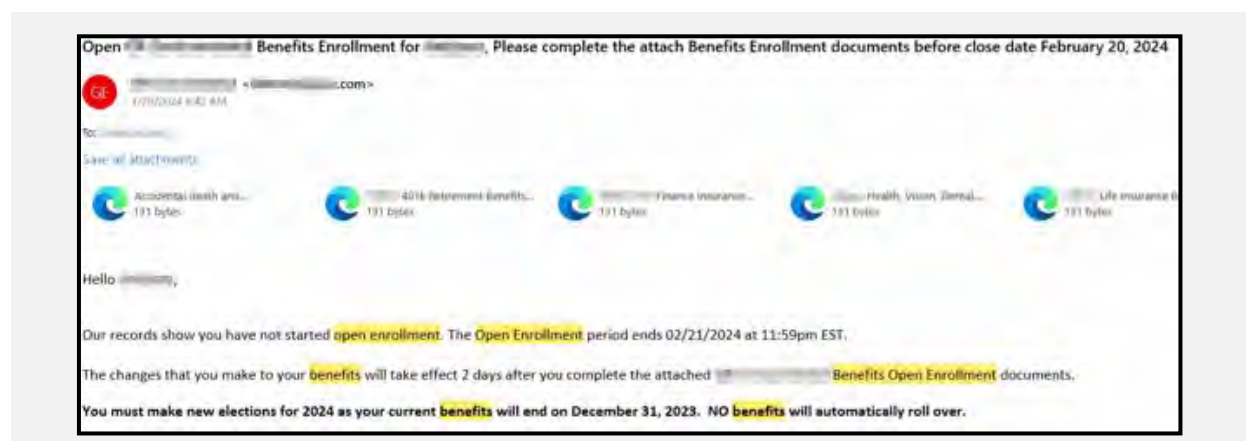 Open Benefits Enrollment for , Please complete the attach Benefits Enrollment documents before close date February 20, 2024
GE
< .com>
AM
To:
Save all attachments
Accidental death and...
131 bytes
401k Retirement Benefits...
131 bytes
Finance Insurance...
131 bytes
Health, Vision, Dental...
131 bytes
Life Insurance
131 bytes
Hello ,
Our records show you have not started open enrollment. The Open Enrollment period ends 02/21/2024 at 11:59pm EST.
The changes that you make to your benefits will take effect 2 days after you complete the attached Benefits Open Enrollment documents.
You must make new elections for 2024 as your current benefits will end on December 31, 2023. NO benefits will automatically roll over.